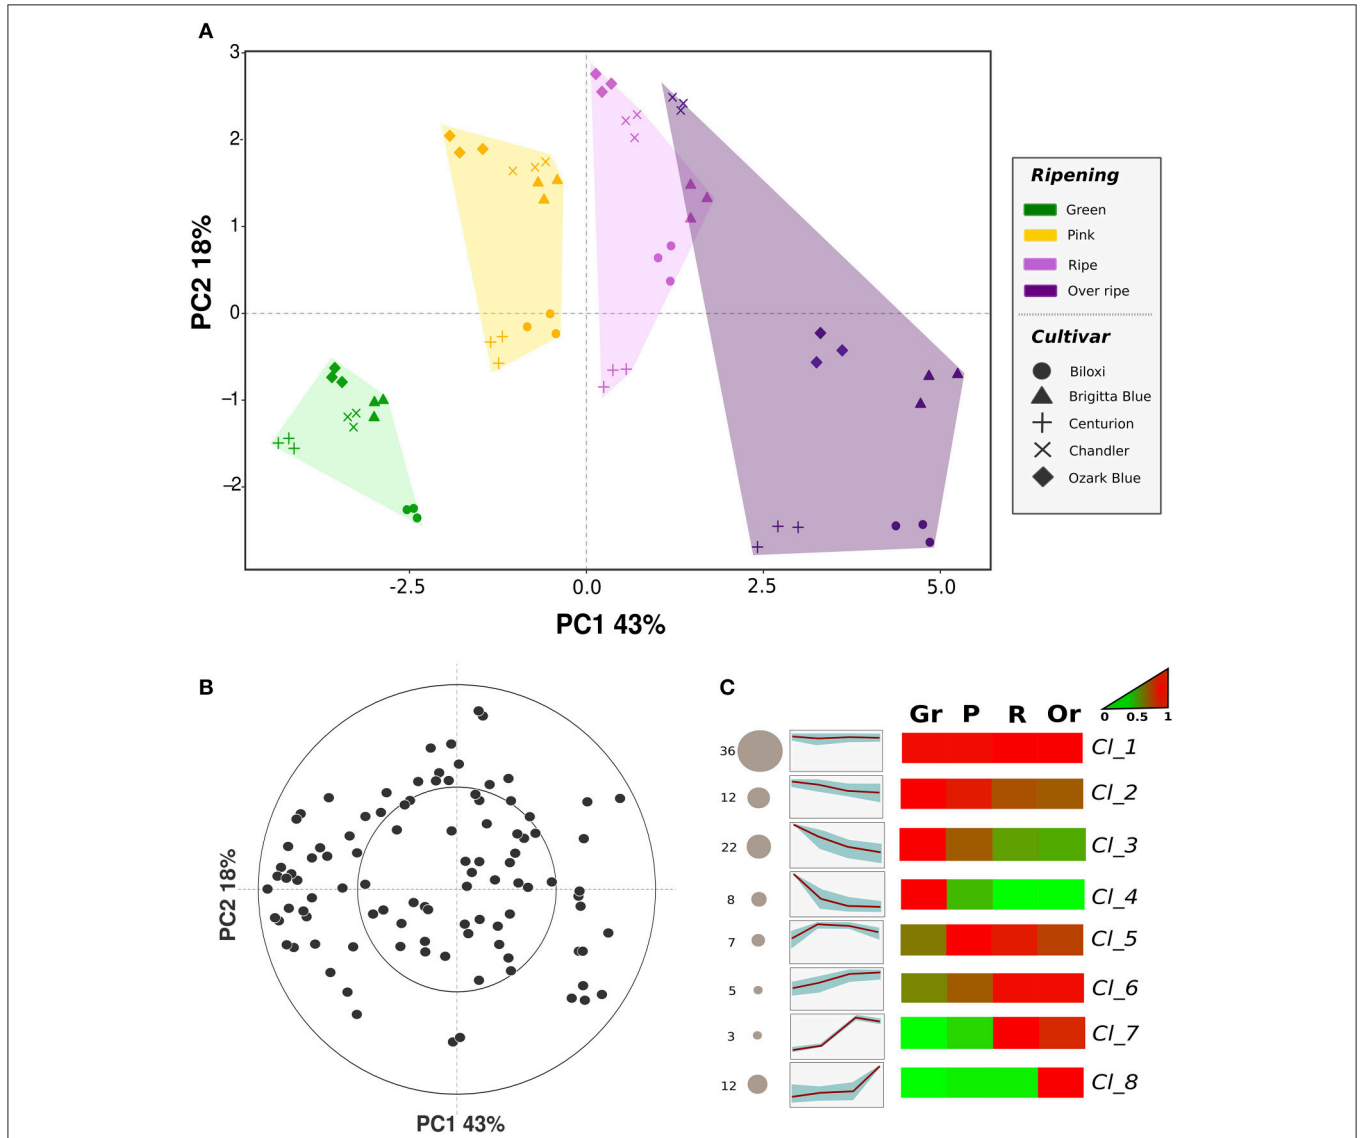 A
3
2
1
0
−1
−2
-2.5
0.0
2.5
5.0
PC2 18%
PC1 43%
Ripening
Green
Pink
Ripe
Over ripe
Cultivar
Biloxi
Brigitta Blue
Centurion
Chandler
Ozark Blue
B
PC2 18%
PC1 43%
C
0 0.5 1
Gr P R Or
36 Cl_1
12 Cl_2
22 Cl_3
8 Cl_4
7 Cl_5
5 Cl_6
3 Cl_7
12 Cl_8